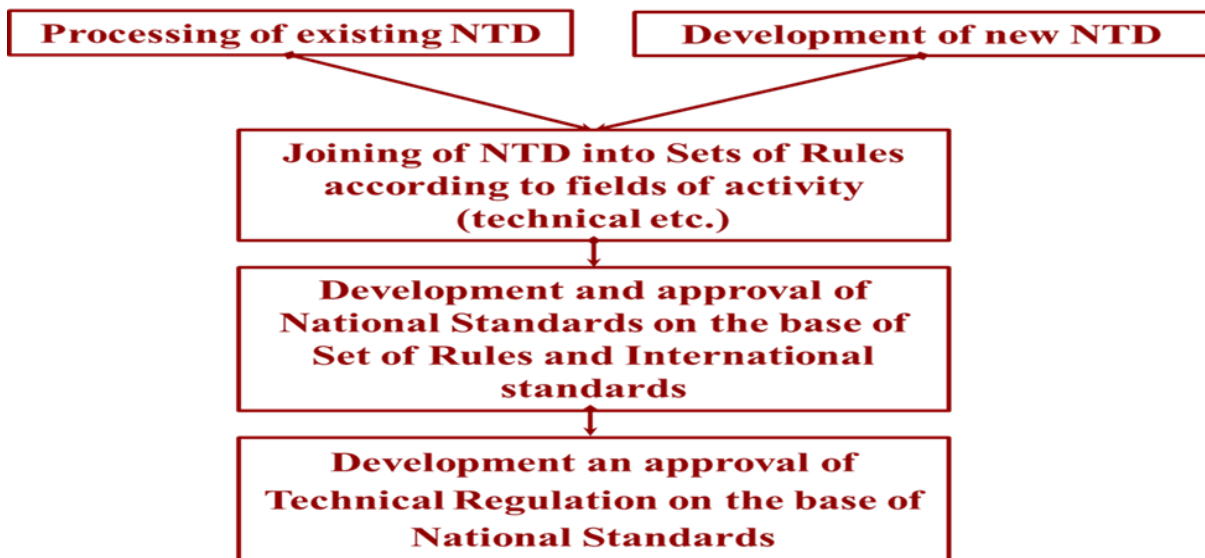 Processing of existing NTD
Development of new NTD
Joining of NTD into Sets of Rules
according to fields of activity
(technical etc.)
Development and approval of
National Standards on the base of
Set of Rules and International
standards
Development an approval of
Technical Regulation on the base of
National Standards